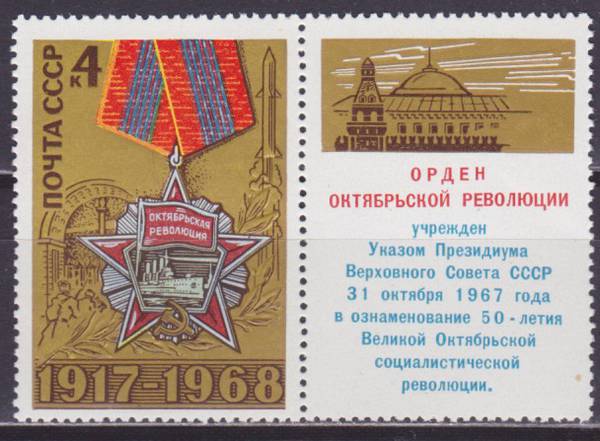 4
К
ПОЧТА СССР
ОКТЯБРЬСКАЯ
РЕВОЛЮЦИЯ
1917-1968
ОРДЕН
ОКТЯБРЬСКОЙ РЕВОЛЮЦИИ
учрежден
Указом Президиума
Верховного Совета СССР
31 октября 1967 года
в ознаменование 50-летия
Великой Октябрьской
социалистической
революции.